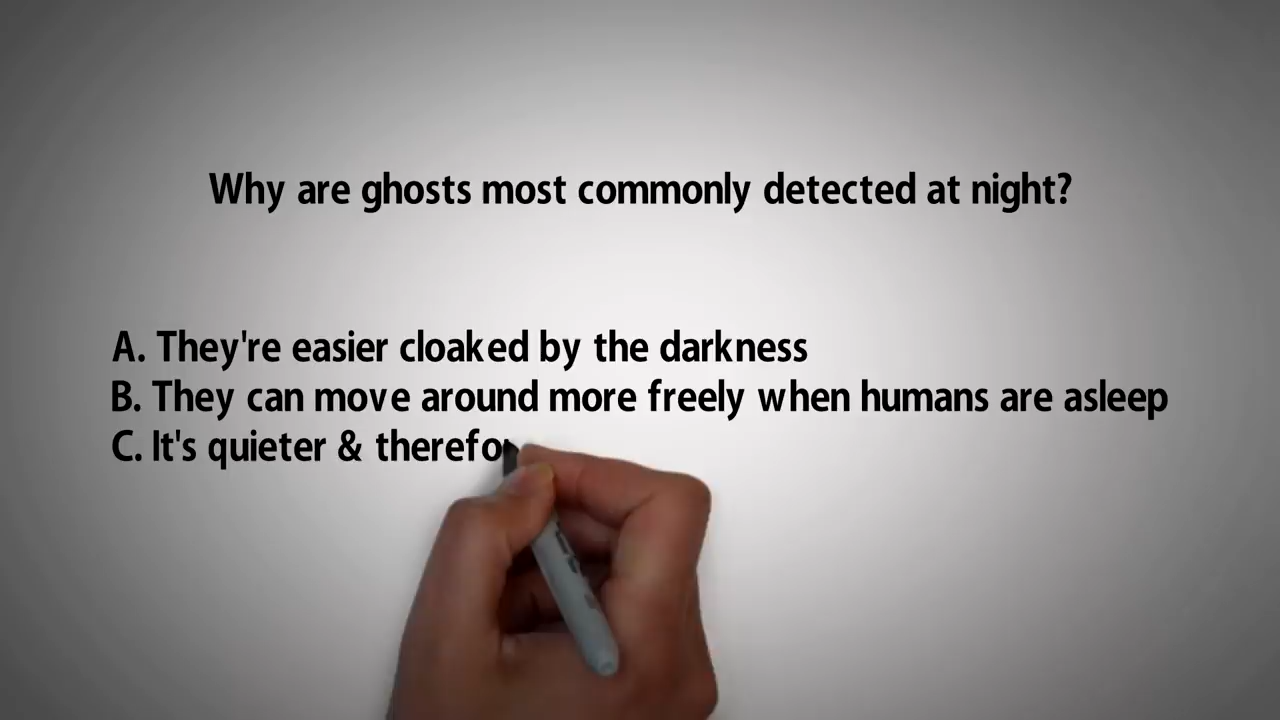 Why are ghosts most commonly detected at night?
A. They're easier cloaked by the darkness
B. They can move around more freely when humans are asleep
C. It's quieter &